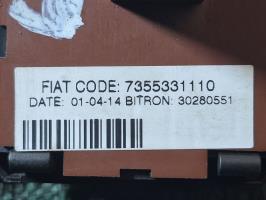 FIAT CODE: 7355331110
DATE: 01-04-14 BITRON: 30280551